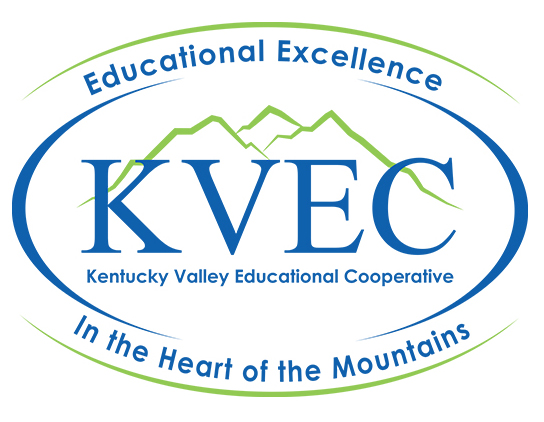 Educational Excellence
KVEC
Kentucky Valley Educational Cooperative
In the Heart of the Mountains